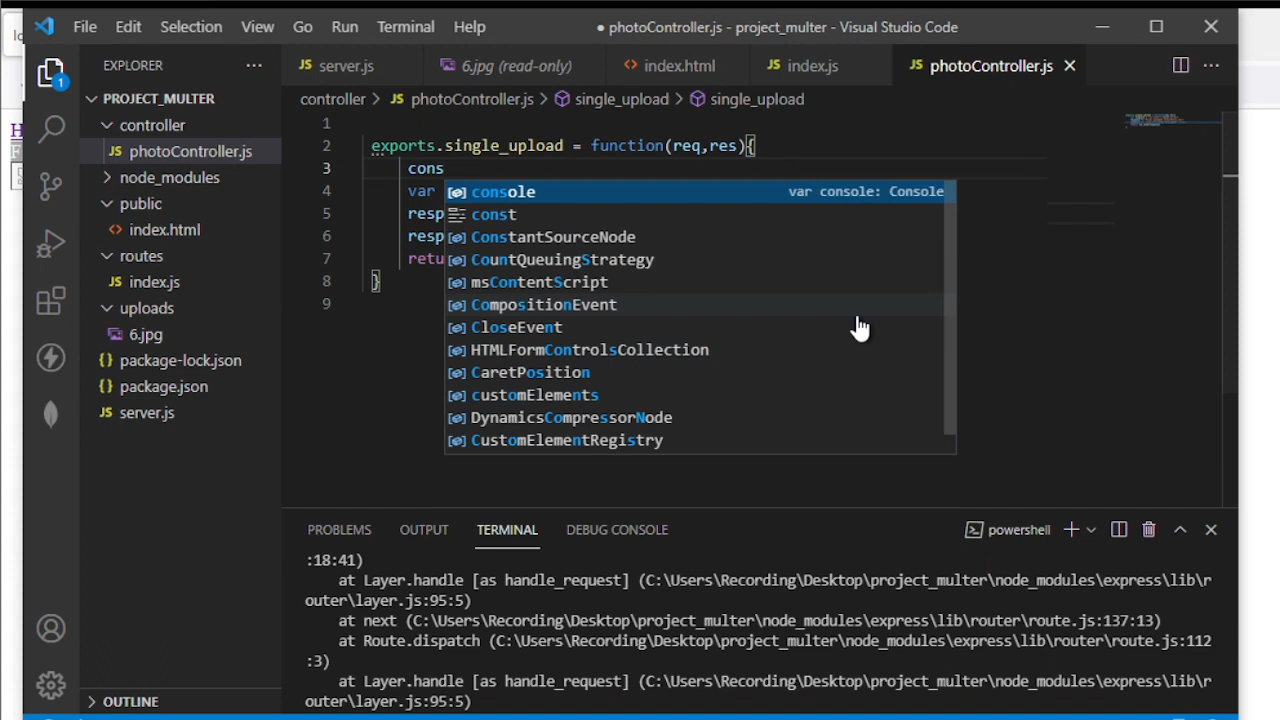 File Edit Selection View Go Run Terminal Help
● photoController.js - project_multer - Visual Studio Code
EXPLORER
JS server.js
6.jpg (read-only)
<> index.html
JS index.js
JS photoController.js
controller > JS photoController.js > single_upload > single_upload
1
PROJECT_MULTER
controller
JS photoController.js
node_modules
public
<> index.html
routes
JS index.js
uploads
6.jpg
{} package-lock.json
{} package.json
JS server.js
OUTLINE
1
2 exports.single_upload = function(req,res){
3 cons
4 var
5 resp
6 resp
7 retu
8 }
9
console var console: Console
const
ConstantSourceNode
CountQueuingStrategy
msContentScript
CompositionEvent
CloseEvent
HTMLFormControlsCollection
CaretPosition
customElements
DynamicsCompressorNode
CustomElementRegistry
PROBLEMS OUTPUT TERMINAL DEBUG CONSOLE
powershell
:18:41)
at Layer.handle [as handle_request] (C:\Users\Recording\Desktop\project_multer\node_modules\express\lib\r
outer\layer.js:95:5)
at next (C:\Users\Recording\Desktop\project_multer\node_modules\express\lib\router\route.js:137:13)
at Route.dispatch (C:\Users\Recording\Desktop\project_multer\node_modules\express\lib\router\route.js:112
:3)
at Layer.handle [as handle_request] (C:\Users\Recording\Desktop\project_multer\node_modules\express\lib\r
outer\layer.js:95:5)